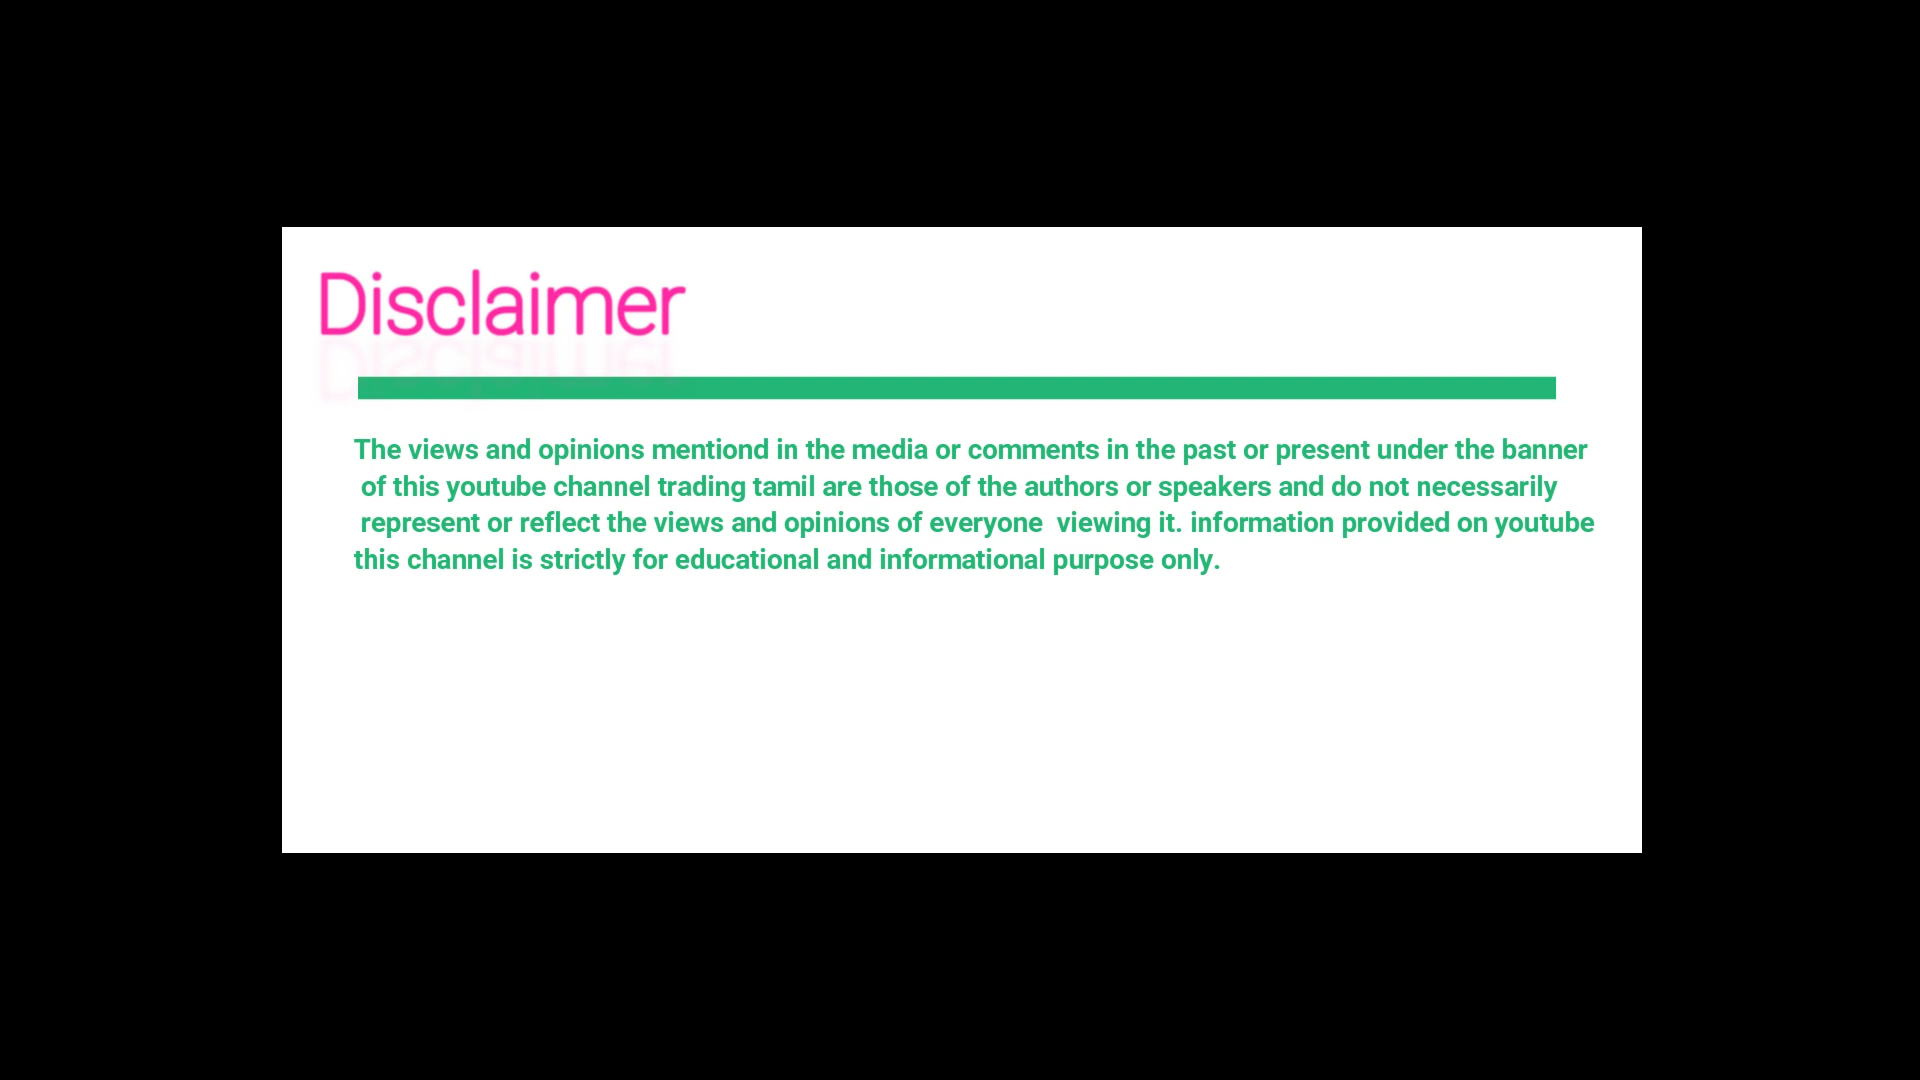 Disclaimer
The views and opinions mentiond in the media or comments in the past or present under the banner
of this youtube channel trading tamil are those of the authors or speakers and do not necessarily
represent or reflect the views and opinions of everyone  viewing it. information provided on youtube
this channel is strictly for educational and informational purpose only.